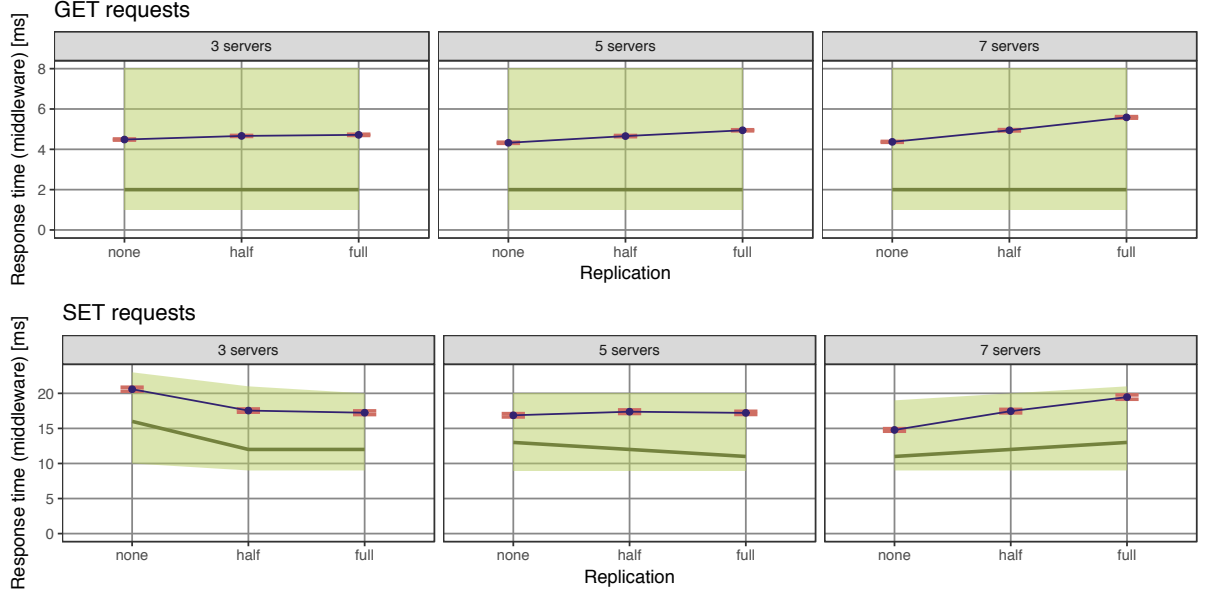 GET requests
3 servers
5 servers
7 servers
Response time (middleware) [ms]
8
6
4
2
0
none
half
full
none
half
full
none
half
full
Replication
SET requests
3 servers
5 servers
7 servers
Response time (middleware) [ms]
20
15
10
5
0
none
half
full
none
half
full
none
half
full
Replication